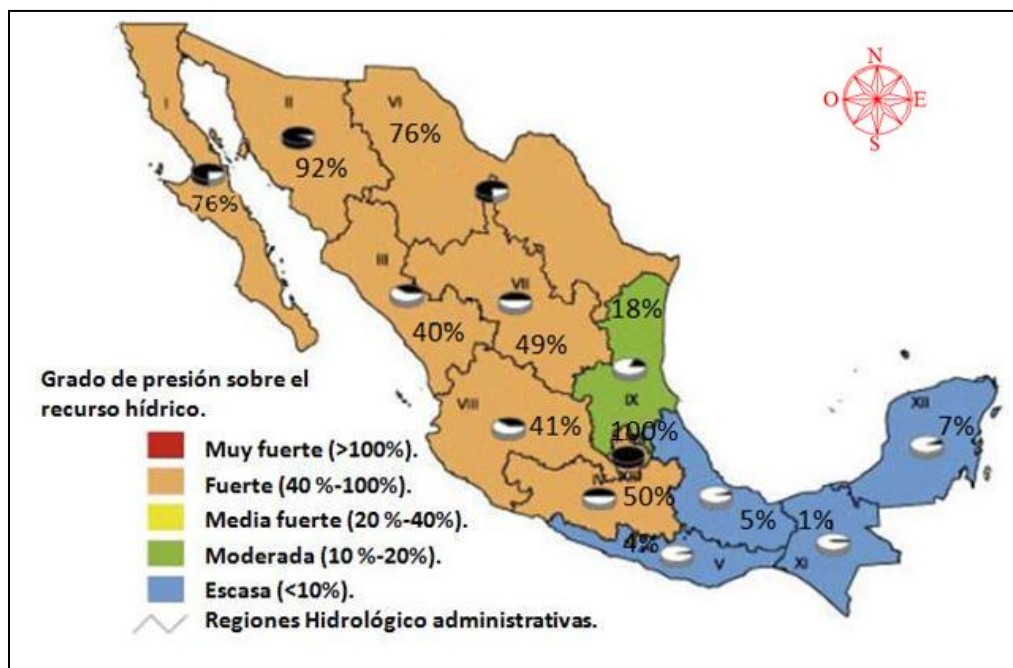 N
O E
S
I
II
VI
76%
92%
76%
III
VII
40%
49%
18%
Grado de presión sobre el
recurso hídrico.
VIII
41%
IX
100%
XII
7%
IV
50%
5%
1%
4%
V
XI
Muy fuerte (>100%).
Fuerte (40 %-100%).
Media fuerte (20 %-40%).
Moderada (10 %-20%).
Escasa (<10%).
Regiones Hidrológico administrativas.